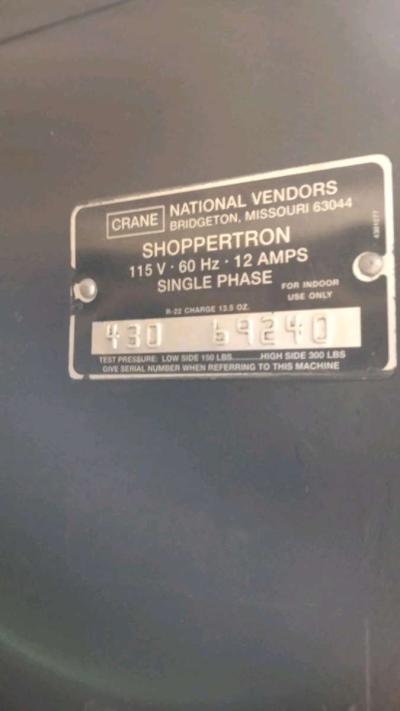 CRANE NATIONAL VENDORS
BRIDGETON, MISSOURI 63044
SHOPPERTRON
115 V · 60 Hz · 12 AMPS
SINGLE PHASE
FOR INDOOR
USE ONLY
R-22 CHARGE 13.5 OZ.
430 69240
TEST PRESSURE: LOW SIDE 150 LBS. HIGH SIDE 300 LBS
GIVE SERIAL NUMBER WHEN REFERRING TO THIS MACHINE